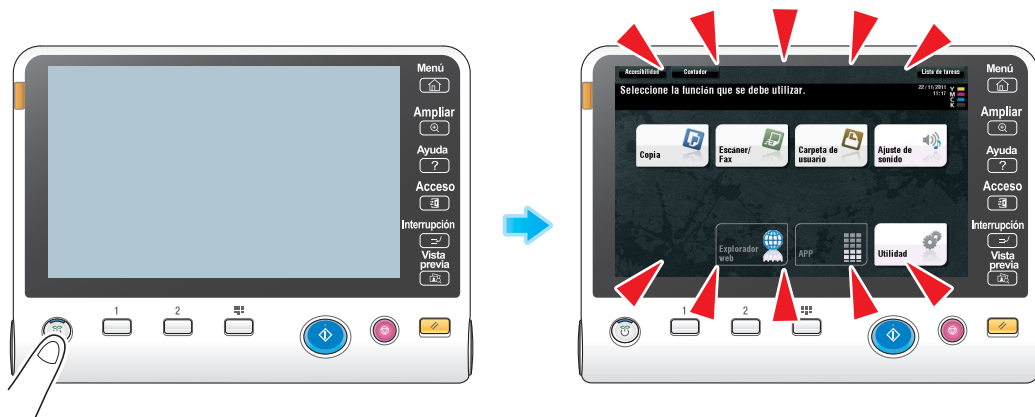 Menú
Ampliar
Ayuda
?
Acceso
Interrupción
Vista
previa
1
2
Accesibilidad
Contador
Lista de tareas
Seleccione la función que se debe utilizar.
22/11/2011
11:17
Y
M
C
K
Copia
Escáner/
Fax
Carpeta de
usuario
Ajuste de
sonido
Explorador
web
APP
Utilidad
Menú
Ampliar
Ayuda
?
Acceso
Interrupción
Vista
previa
1
2